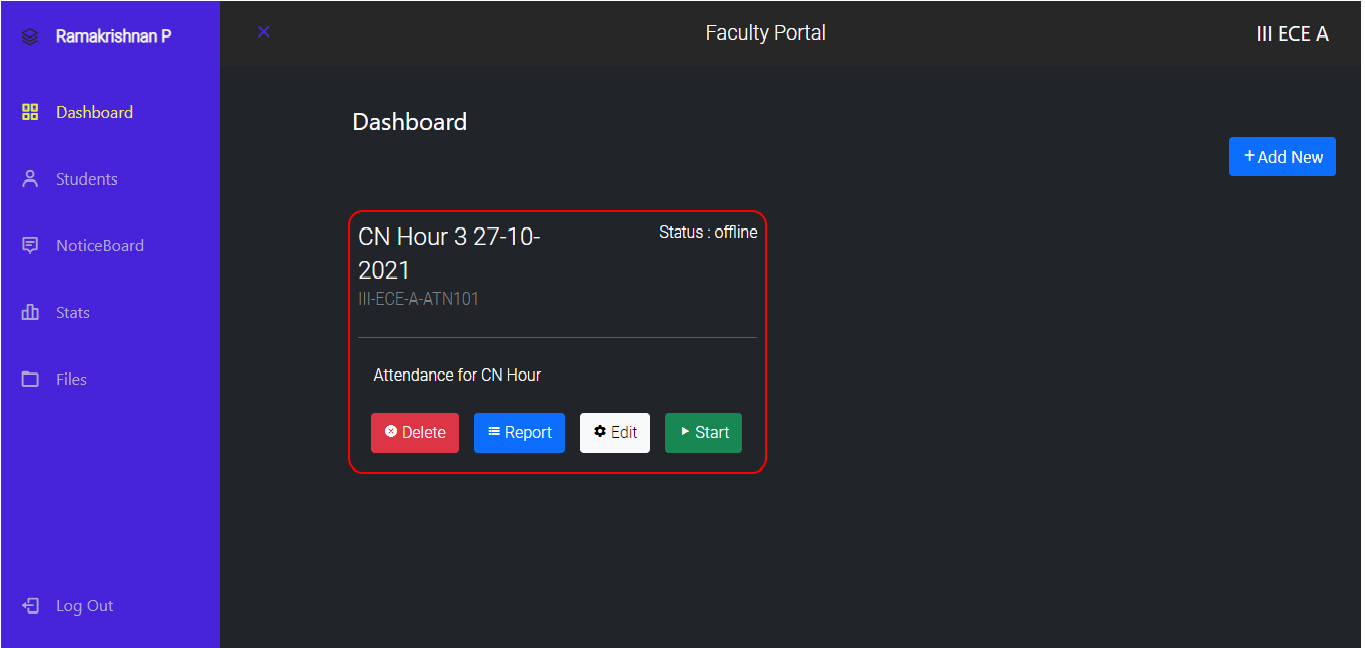 Ramakrishnan P
Faculty Portal
III ECE A
Dashboard
Students
NoticeBoard
Stats
Files
Log Out
Dashboard
+Add New
CN Hour 3 27-10-
2021
Status : offline
III-ECE-A-ATN101
Attendance for CN Hour
Delete
Report
Edit
Start